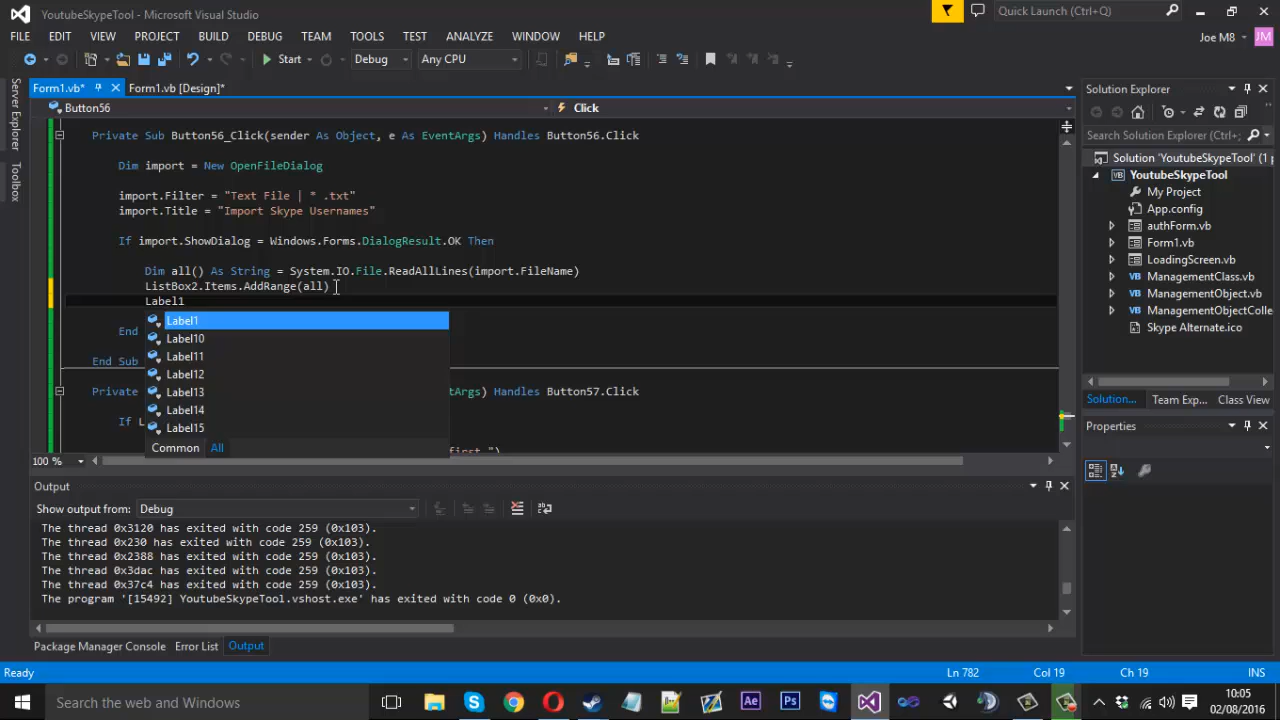 YoutubeSkypeTool - Microsoft Visual Studio
Quick Launch (Ctrl+Q)
FILE EDIT VIEW PROJECT BUILD DEBUG TEAM TOOLS TEST ANALYZE WINDOW HELP
Joe M8 JM
Start Debug Any CPU
Server Explorer
Toolbox
Form1.vb* Form1.vb [Design]*
Button56 Click
Private Sub Button56_Click(sender As Object, e As EventArgs) Handles Button56.Click
Dim import = New OpenFileDialog
import.Filter = "Text File | * .txt"
import.Title = "Import Skype Usernames"
If import.ShowDialog = Windows.Forms.DialogResult.OK Then
Dim all() As String = System.IO.File.ReadAllLines(import.FileName)
ListBox2.Items.AddRange(all)
Label1
Label1
Label10
Label11
Label12
Label13
Label14
Label15
Common All
End
End Sub
Private tArgs) Handles Button57.Click
If L
first.")
100 %
Solution Explorer
Search Solution Explorer (Ctrl+;)
Solution 'YoutubeSkypeTool' (1 p
YoutubeSkypeTool
My Project
App.config
authForm.vb
Form1.vb
LoadingScreen.vb
ManagementClass.vb
ManagementObject.vb
ManagementObjectColle
Skype Alternate.ico
Solution... Team Exp... Class View
Properties
Output
Show output from: Debug
The thread 0x3120 has exited with code 259 (0x103).
The thread 0x230 has exited with code 259 (0x103).
The thread 0x2388 has exited with code 259 (0x103).
The thread 0x3dac has exited with code 259 (0x103).
The thread 0x37c4 has exited with code 259 (0x103).
The program '[15492] YoutubeSkypeTool.vshost.exe' has exited with code 0 (0x0).
Package Manager Console Error List Output
Ready Ln 782 Col 19 Ch 19 INS
Search the web and Windows
Ae Ps
10:05
02/08/2016